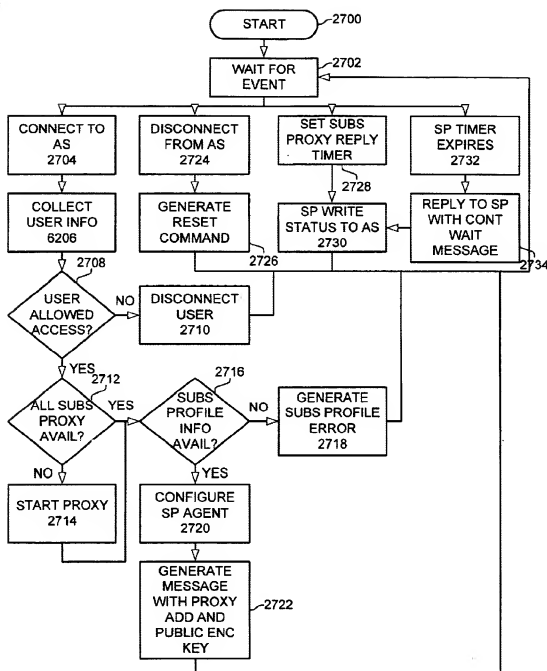 START
2700
2702
WAIT FOR
EVENT
CONNECT TO
AS
2704
DISCONNECT
FROM AS
2724
SET SUBS
PROXY REPLY
TIMER
SP TIMER
EXPIRES
2732
2728
COLLECT
USER INFO
6206
GENERATE
RESET
COMMAND
2726
SP WRITE
STATUS TO AS
2730
REPLY TO SP
WITH CONT
WAIT
MESSAGE
2734
2708
USER
ALLOWED
ACCESS?
NO
DISCONNECT
USER
2710
YES
2712
ALL SUBS
PROXY
AVAIL?
YES
2716
SUBS
PROFILE
INFO
AVAIL?
NO
GENERATE
SUBS PROFILE
ERROR
2718
NO
YES
START PROXY
2714
CONFIGURE
SP AGENT
2720
GENERATE
MESSAGE
WITH PROXY
ADD AND
PUBLIC ENC
KEY
2722